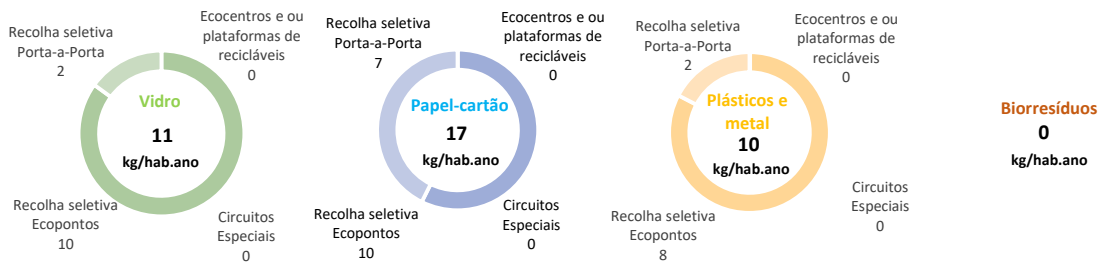 Recolha seletiva
Porta-a-Porta
2
Ecocentros e ou
plataformas de
recicláveis
0
Vidro
11
kg/hab.ano
Recolha seletiva
Ecopontos
10
Circuitos
Especiais
0
Recolha seletiva
Porta-a-Porta
7
Ecocentros e ou
plataformas de
recicláveis
0
Papel-cartão
17
kg/hab.ano
Recolha seletiva
Ecopontos
10
Circuitos
Especiais
0
Recolha seletiva
Porta-a-Porta
2
Ecocentros e ou
plataformas de
recicláveis
0
Plásticos e
metal
10
kg/hab.ano
Recolha seletiva
Ecopontos
8
Circuitos
Especiais
0
Biorresíduos
0
kg/hab.ano